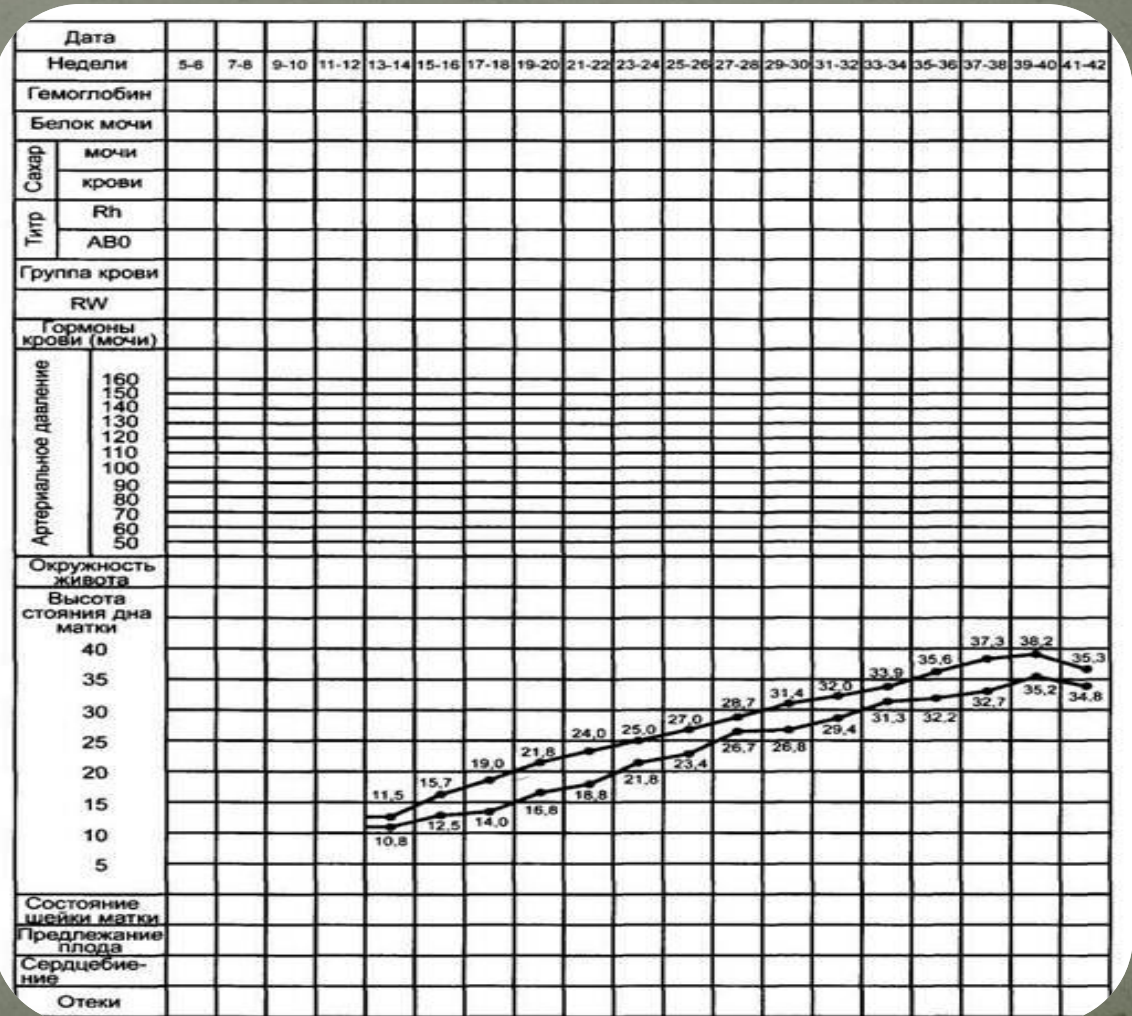 Дата
Недели 5-6 7-8 9-10 11-12 13-14 15-16 17-18 19-20 21-22 23-24 25-26 27-28 29-30 31-32 33-34 35-36 37-38 39-40 41-42
Гемоглобин
Белок мочи
Сахар
мочи
крови
Титр
Rh
АВ0
Группа крови
RW
Гормоны
крови (мочи)
Артериальное давление
160
150
140
130
120
110
100
90
80
70
60
50
Окружность
живота
Высота
стояния дна
матки
40
35
30
25
20
15
10
5
11,5 15,7 19,0 21,8 24,0 25,0 27,0 28,7 31,4 32,0 33,9 35,6 37,3 38,2 35,3
10,8 12,5 14,0 16,8 18,8 21,8 23,4 26,7 26,8 29,4 31,3 32,2 32,7 35,2 34,8
Состояние
шейки матки
Предлежание
плода
Сердцебие-
ние
Отеки